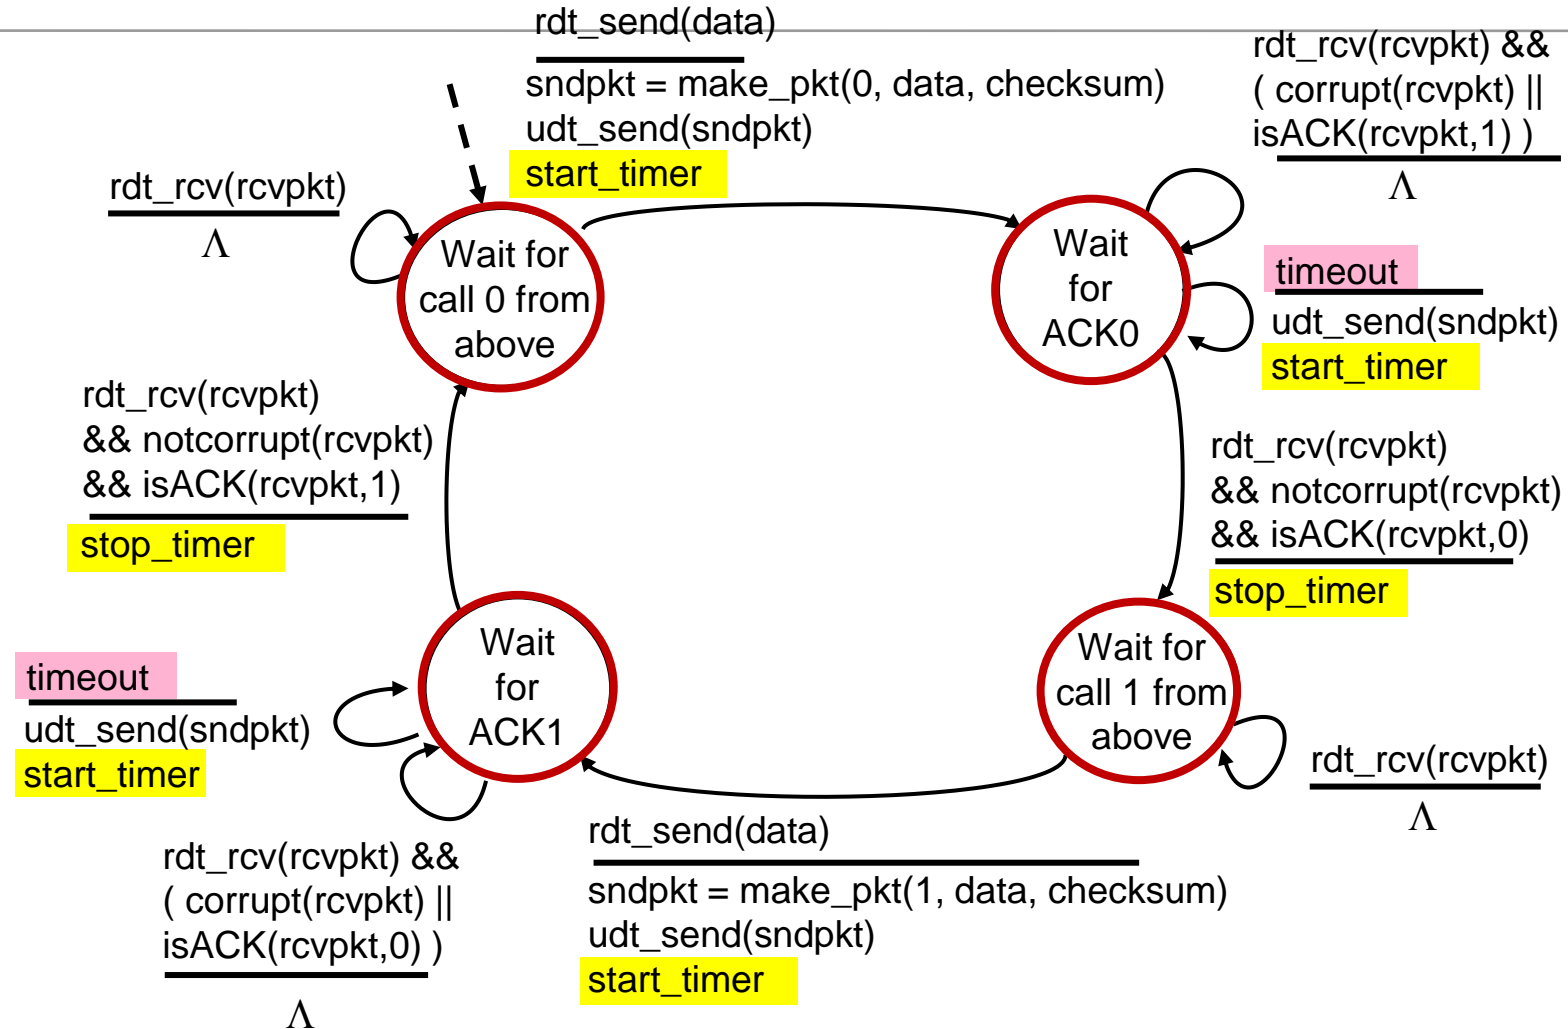 rdt_send(data)
sndpkt = make_pkt(0, data, checksum)
udt_send(sndpkt)
start_timer
rdt_rcv(rcvpkt) &&
( corrupt(rcvpkt) ||
isACK(rcvpkt,1) )
Λ
rdt_rcv(rcvpkt)
Λ
Wait for
call 0 from
above
Wait
for
ACK0
timeout
udt_send(sndpkt)
start_timer
rdt_rcv(rcvpkt)
&& notcorrupt(rcvpkt)
&& isACK(rcvpkt,1)
stop_timer
rdt_rcv(rcvpkt)
&& notcorrupt(rcvpkt)
&& isACK(rcvpkt,0)
stop_timer
Wait
for
ACK1
Wait for
call 1 from
above
timeout
udt_send(sndpkt)
start_timer
rdt_rcv(rcvpkt)
Λ
rdt_rcv(rcvpkt) &&
( corrupt(rcvpkt) ||
isACK(rcvpkt,0) )
Λ
rdt_send(data)
sndpkt = make_pkt(1, data, checksum)
udt_send(sndpkt)
start_timer